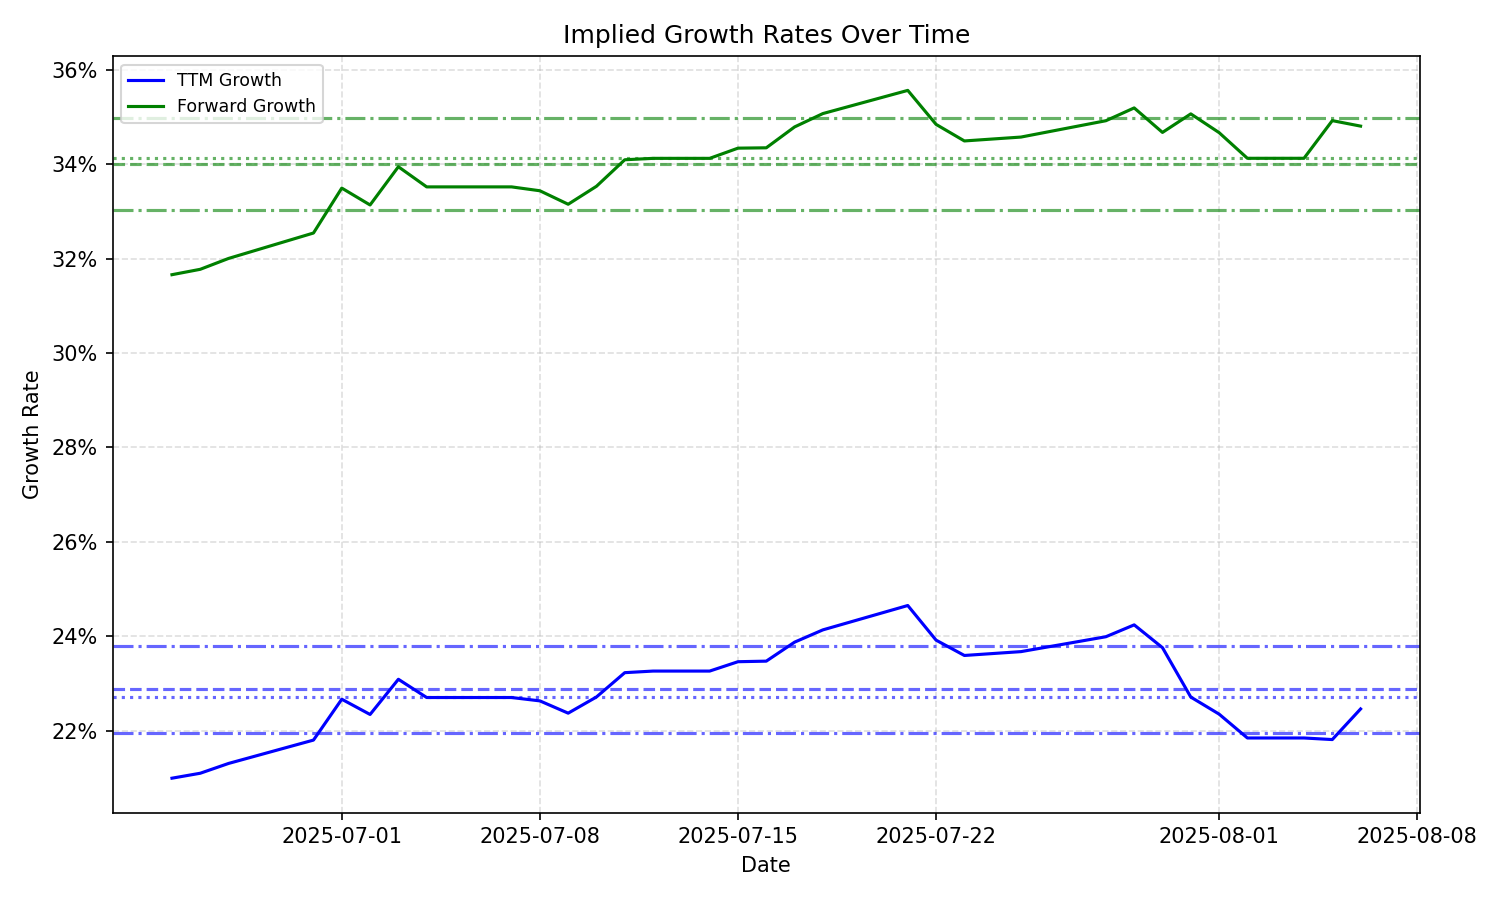 Implied Growth Rates Over Time
TTM Growth
Forward Growth
36%
34%
32%
30%
28%
26%
24%
22%
Growth Rate
2025-07-01
2025-07-08
2025-07-15
2025-07-22
2025-08-01
2025-08-08
Date